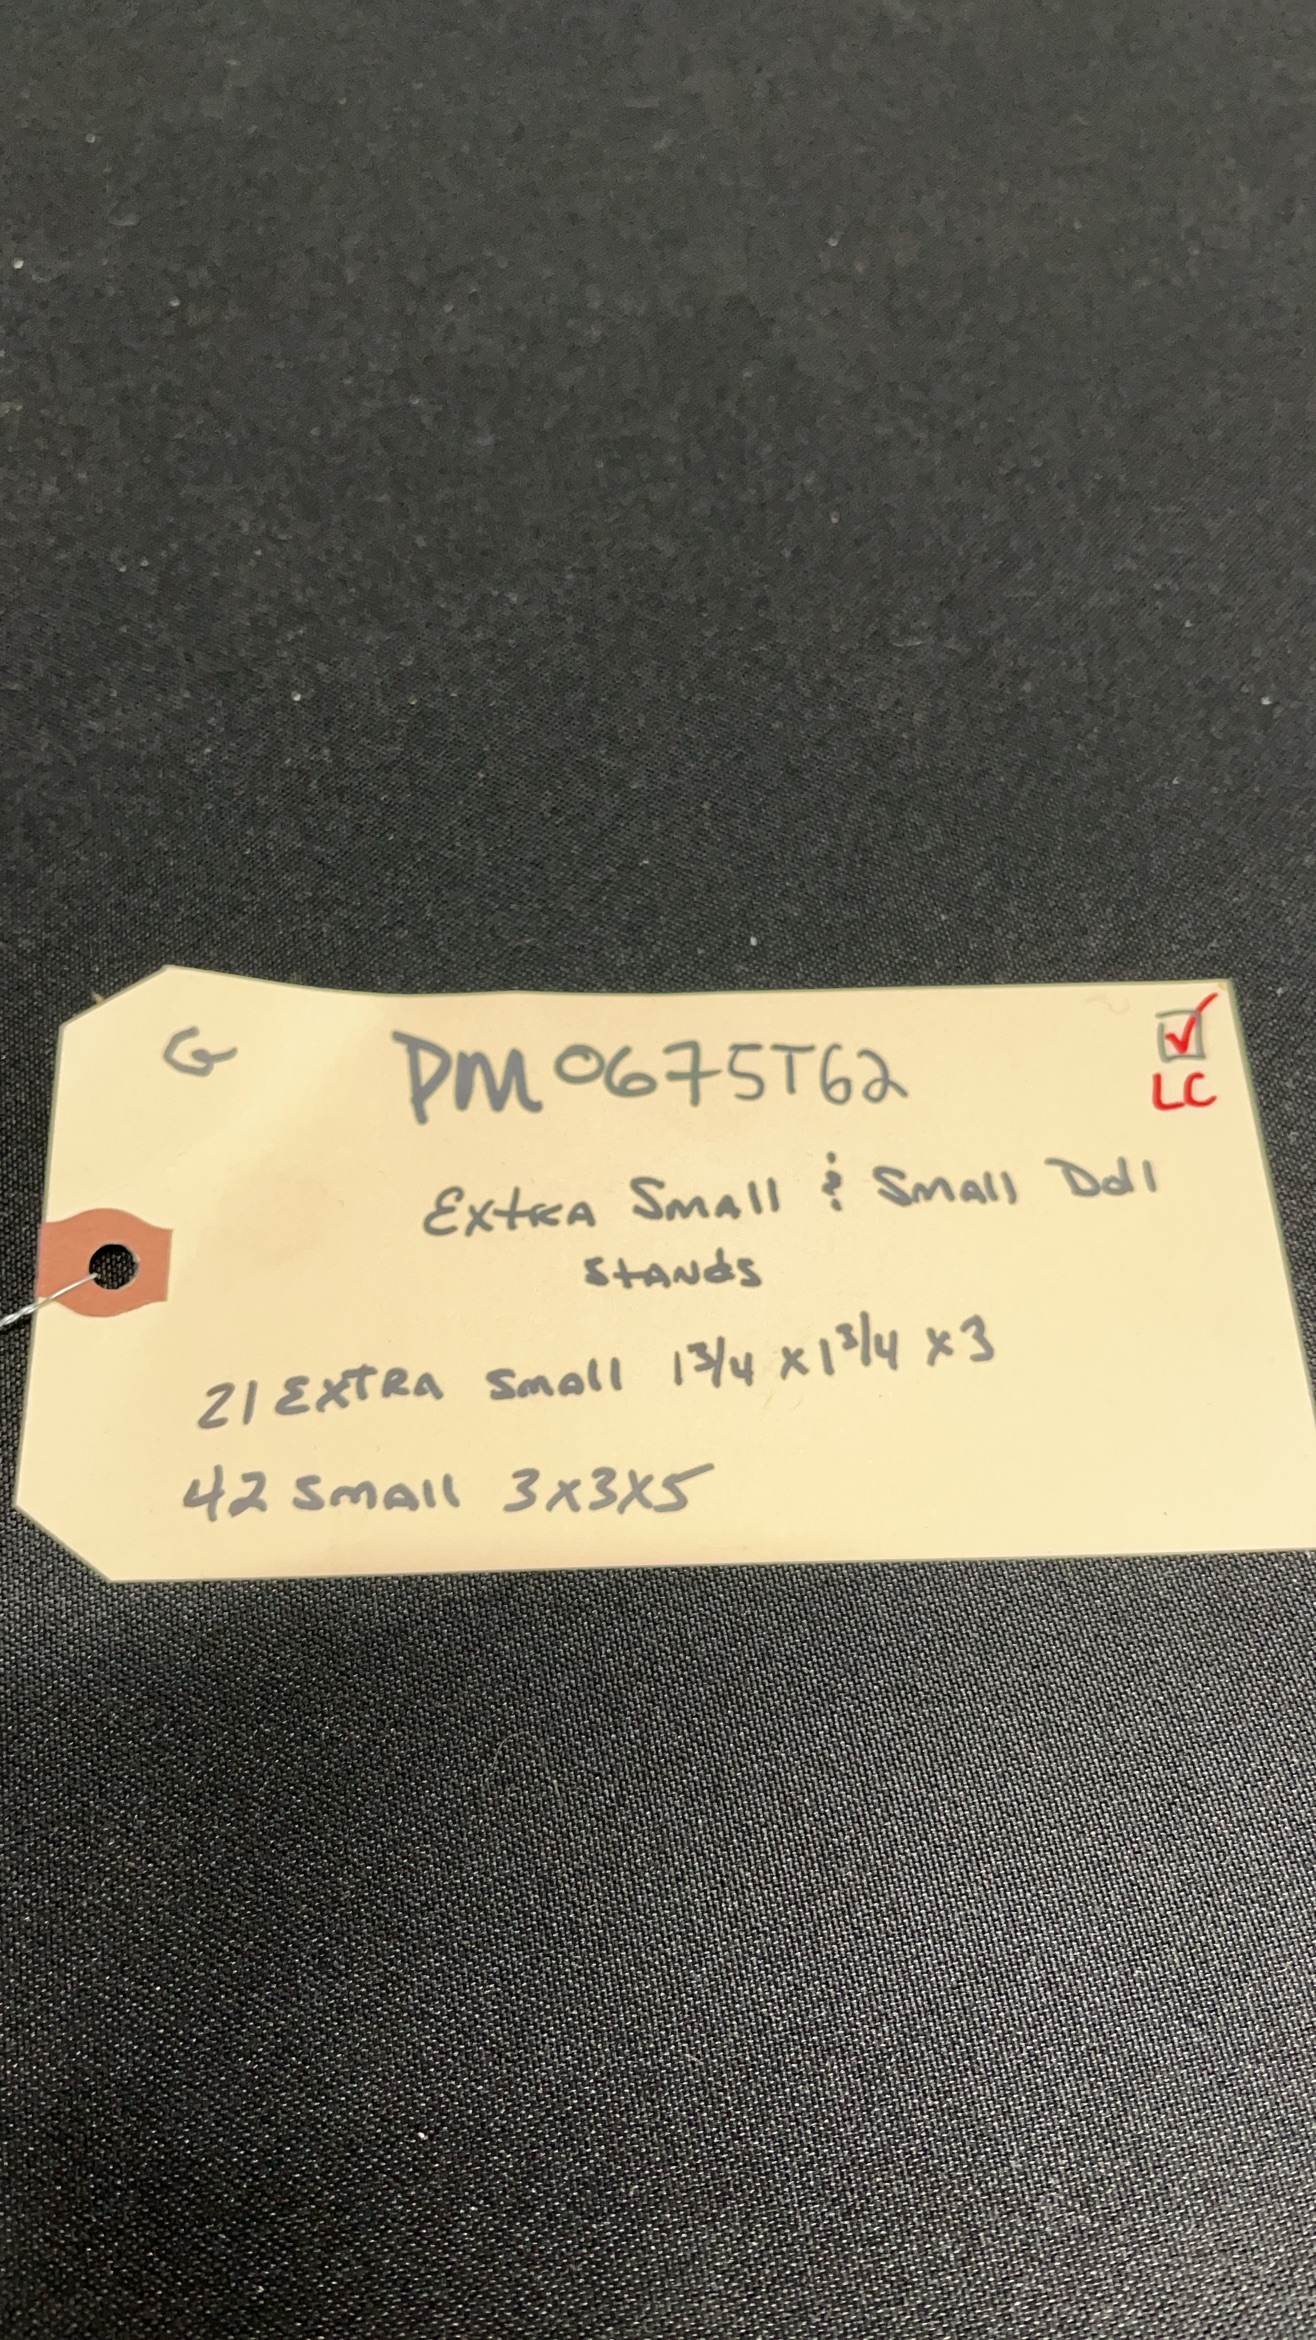 G DM0675T62 ☑
LC
Extra Small & Small Doll
Stands
21 Extra Small 1 3/4 x 1 3/4 x 3
42 Small 3x3x5